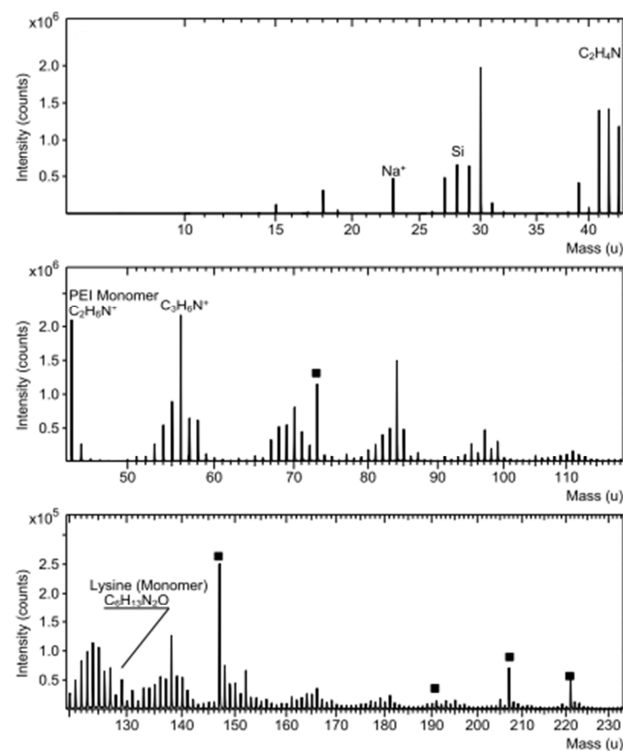 x10⁶
2.0
1.5
1.0
0.5
Intensity (counts)
C₂H₄N
Na⁺
Si
10 15 20 25 30 35 40
Mass (u)
x10⁶
2.0
1.5
1.0
0.5
Intensity (counts)
PEI Monomer
C₂H₆N⁺
C₃H₆N⁺
50 60 70 80 90 100 110
Mass (u)
x10⁵
2.5
2.0
1.5
1.0
0.5
Intensity (counts)
Lysine (Monomer)
C₆H₁₃N₂O
130 140 150 160 170 180 190 200 210 220 230
Mass (u)